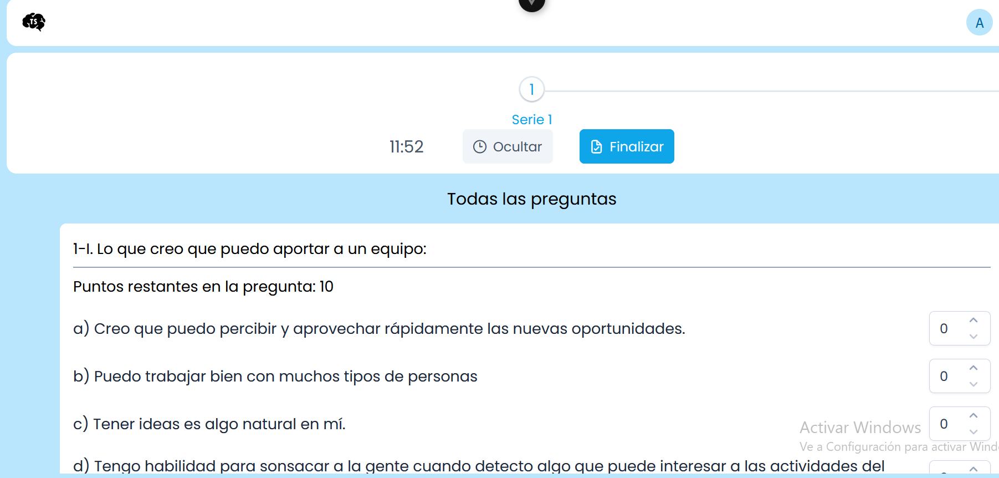 TS
A
1
Serie 1
11:52
Ocultar
Finalizar
Todas las preguntas
1-I. Lo que creo que puedo aportar a un equipo:
Puntos restantes en la pregunta: 10
a) Creo que puedo percibir y aprovechar rápidamente las nuevas oportunidades.
0
b) Puedo trabajar bien con muchos tipos de personas
0
c) Tener ideas es algo natural en mí.
0
Activar Windows
Ve a Configuración para activar Wind
d) Tengo habilidad para sonsacar a la gente cuando detecto algo que puede interesar a las actividades del